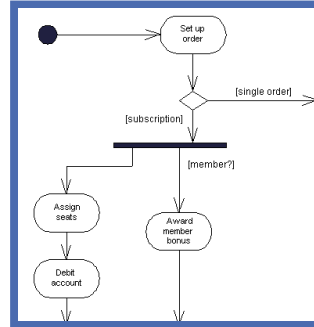 Set up
order
[single order]
[subscription]
[member?]
Assign
seats
Award
member
bonus
Debit
account